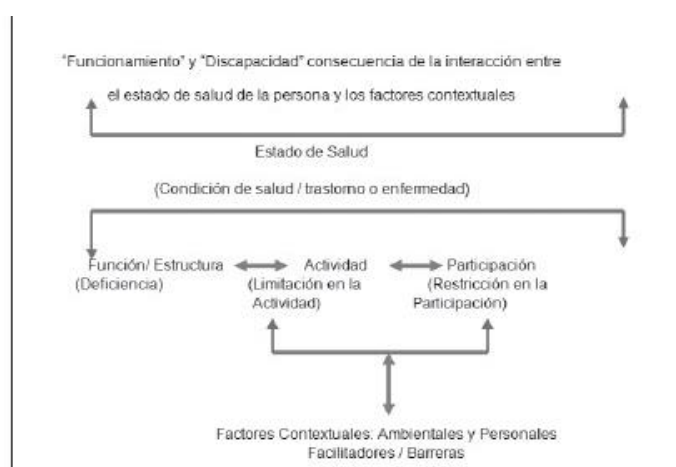 "Funcionamiento" y "Discapacidad" consecuencia de la interacción entre
el estado de salud de la persona y los factores contextuales
Estado de Salud
(Condición de salud / trastorno o enfermedad)
Función/ Estructura Actividad Participación
(Deficiencia) (Limitación en la (Restricción en la
Actividad) Participación)
Factores Contextuales: Ambientales y Personales
Facilitadores / Barreras